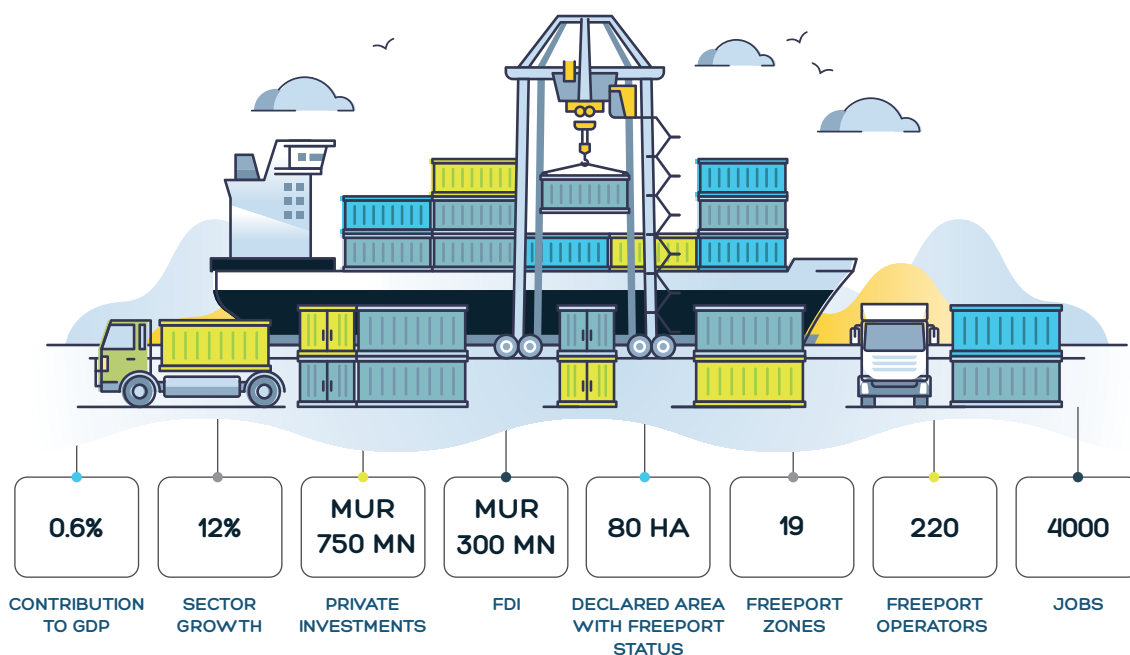 0.6%
12%
MUR
750 MN
MUR
300 MN
80 HA
19
220
4000
CONTRIBUTION
TO GDP
SECTOR
GROWTH
PRIVATE
INVESTMENTS
FDI
DECLARED AREA
WITH FREEPORT
STATUS
FREEPORT
ZONES
FREEPORT
OPERATORS
JOBS